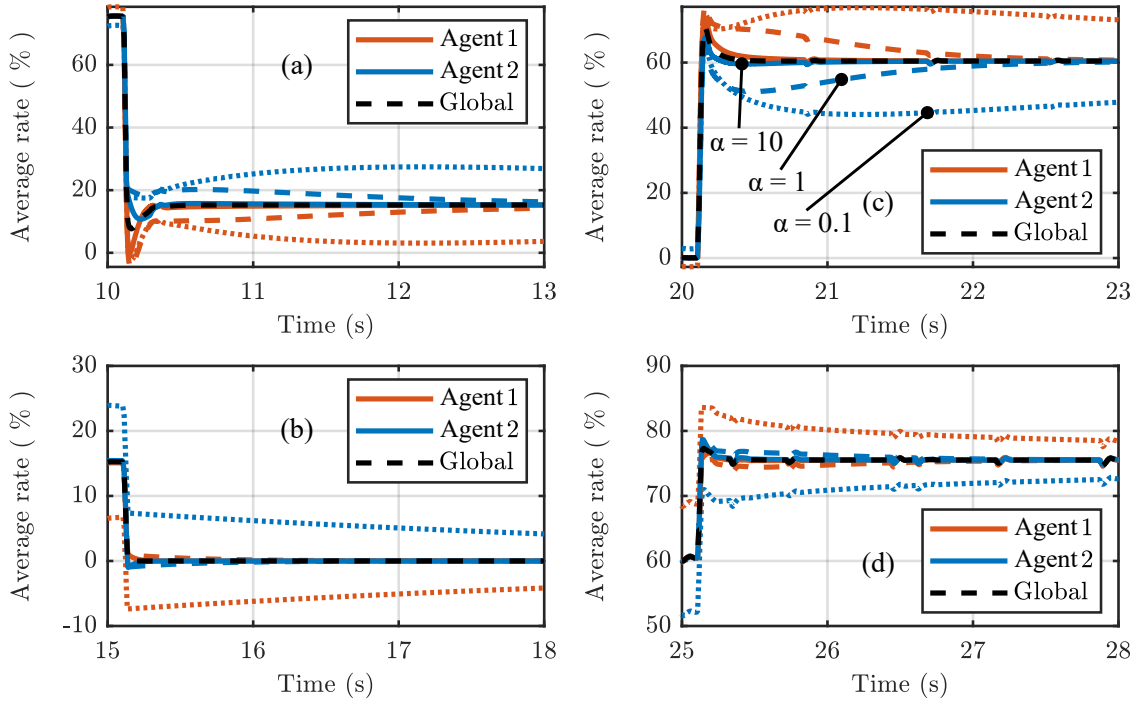 Average rate ( % )
60
40
20
0
(a)
Agent 1
Agent 2
Global
10
11
12
13
Time (s)
Average rate ( % )
60
40
20
0
α = 10
α = 1
α = 0.1
(c)
Agent 1
Agent 2
Global
20
21
22
23
Time (s)
Average rate ( % )
30
20
10
0
-10
(b)
Agent 1
Agent 2
Global
15
16
17
18
Time (s)
Average rate ( % )
90
80
70
60
50
(d)
Agent 1
Agent 2
Global
25
26
27
28
Time (s)